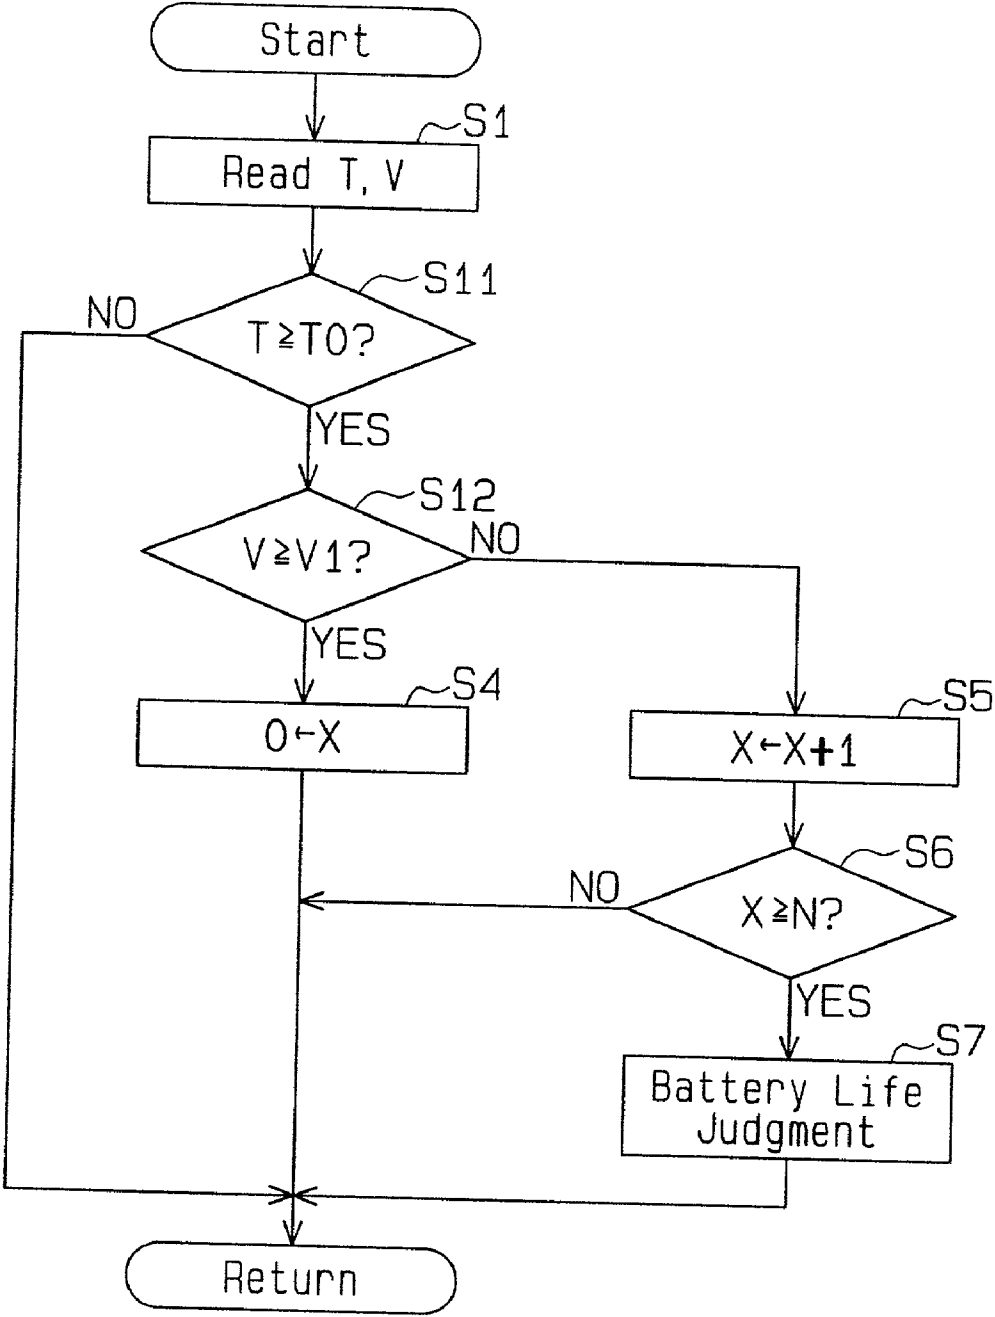 Start
S1
Read T, V
S11
NO
T≧T0?
YES
S12
NO
V≧V1?
YES
S4
0←X
S5
X←X+1
S6
NO
X≧N?
YES
S7
Battery Life
Judgment
Return